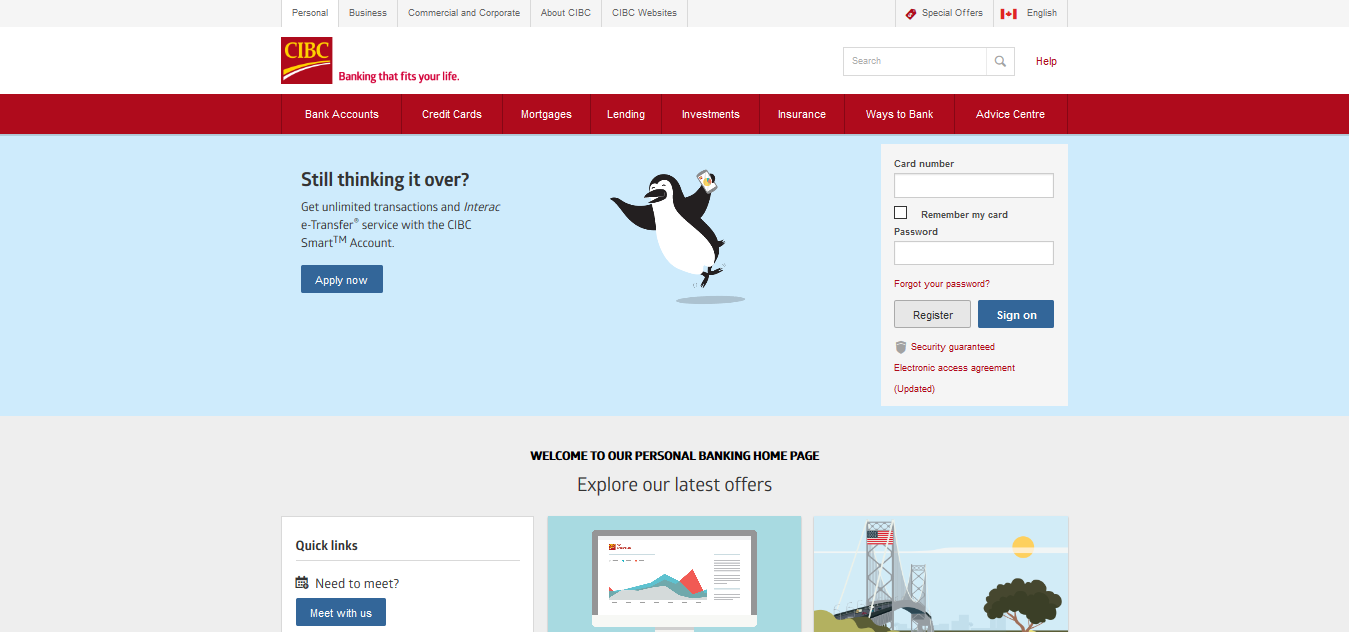 Personal
Business
Commercial and Corporate
About CIBC
CIBC Websites
Special Offers
English
CIBC
Banking that fits your life.
Search
Help
Bank Accounts
Credit Cards
Mortgages
Lending
Investments
Insurance
Ways to Bank
Advice Centre
Still thinking it over?
Get unlimited transactions and Interac
e-Transfer® service with the CIBC
Smart™ Account.
Apply now
Card number
Remember my card
Password
Forgot your password?
Register
Sign on
Security guaranteed
Electronic access agreement
(Updated)
WELCOME TO OUR PERSONAL BANKING HOME PAGE
Explore our latest offers
Quick links
Need to meet?
Meet with us